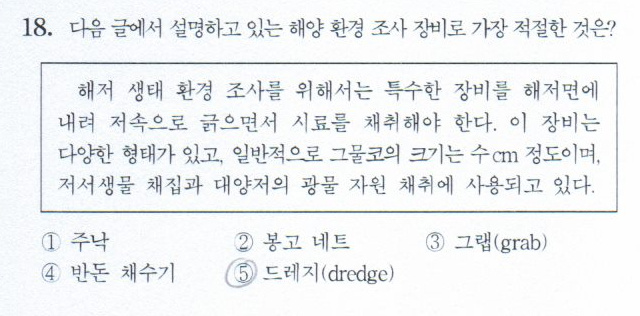 18. 다음 글에서 설명하고 있는 해양 환경 조사 장비로 가장 적절한 것은?
해저 생태 환경 조사를 위해서는 특수한 장비를 해저면에
내려 저속으로 긁으면서 시료를 채취해야 한다. 이 장비는
다양한 형태가 있고, 일반적으로 그물코의 크기는 수 cm 정도이며,
저서생물 채집과 대양저의 광물 자원 채취에 사용되고 있다.
① 주낙 ② 봉고 네트 ③ 그랩(grab)
④ 반돈 채수기 ⑤ 드레지(dredge)